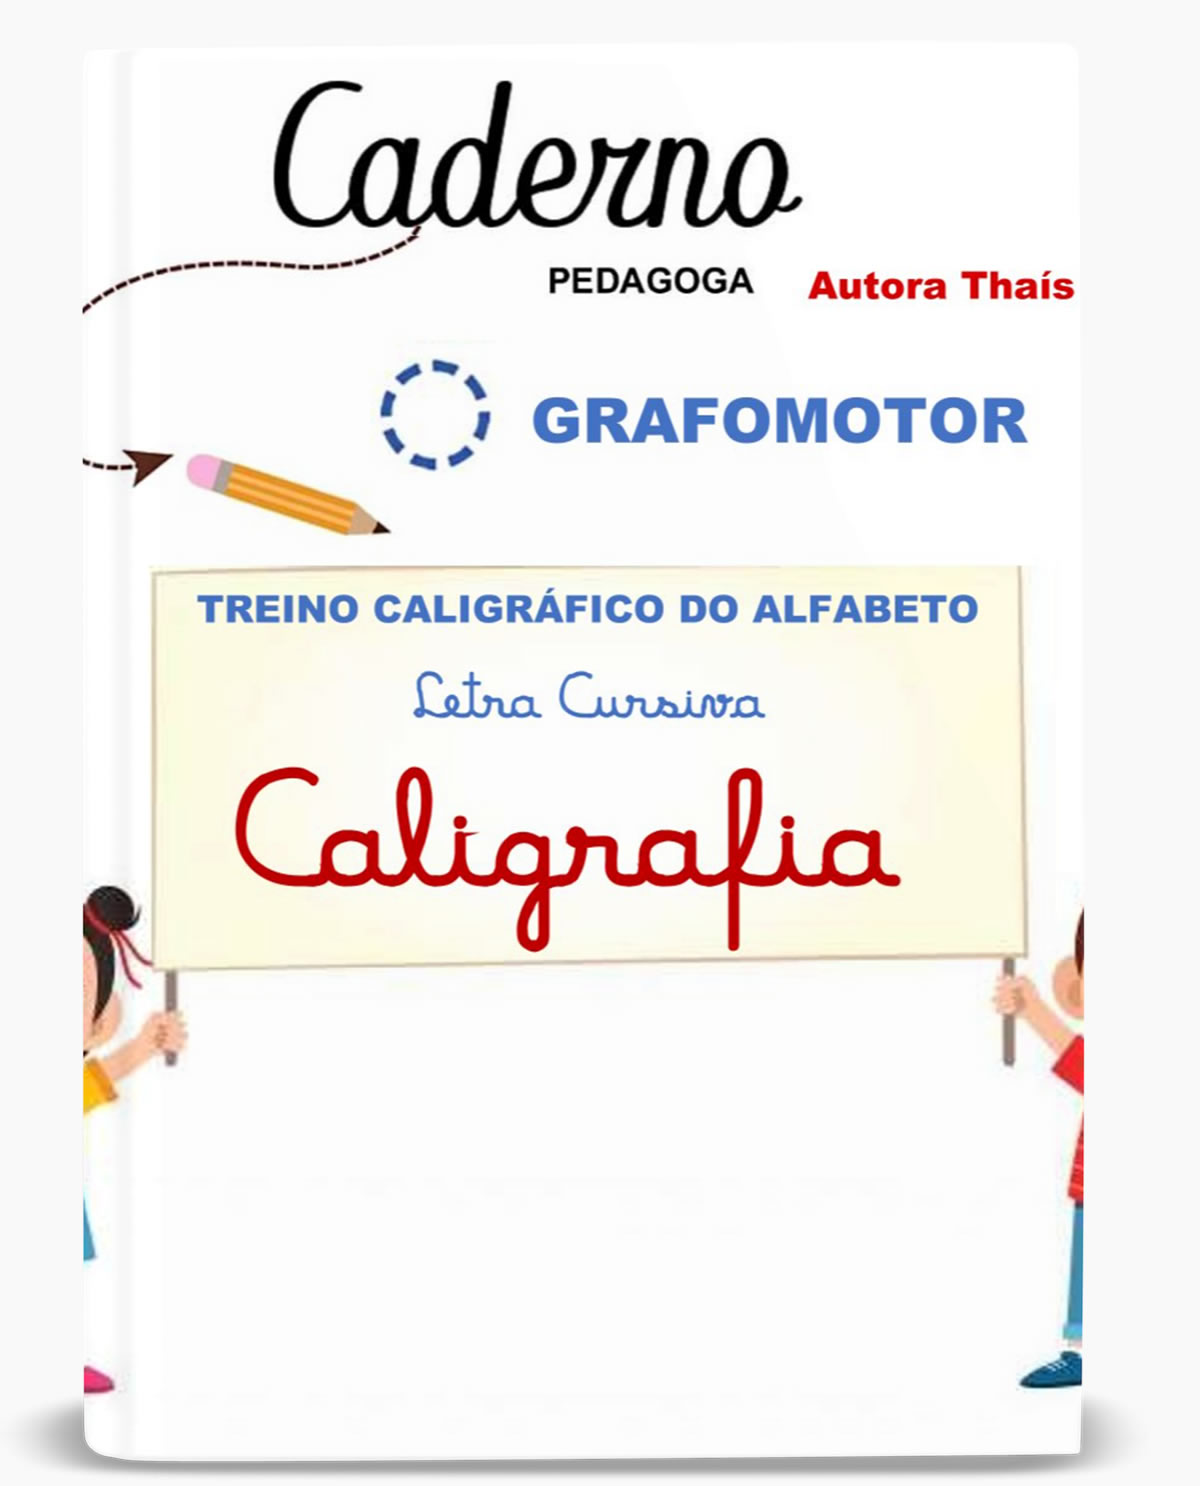 Caderno
PEDAGOGA Autora Thaís
GRAFOMOTOR
TREINO CALIGRÁFICO DO ALFABETO
Letra Cursiva
Caligrafia